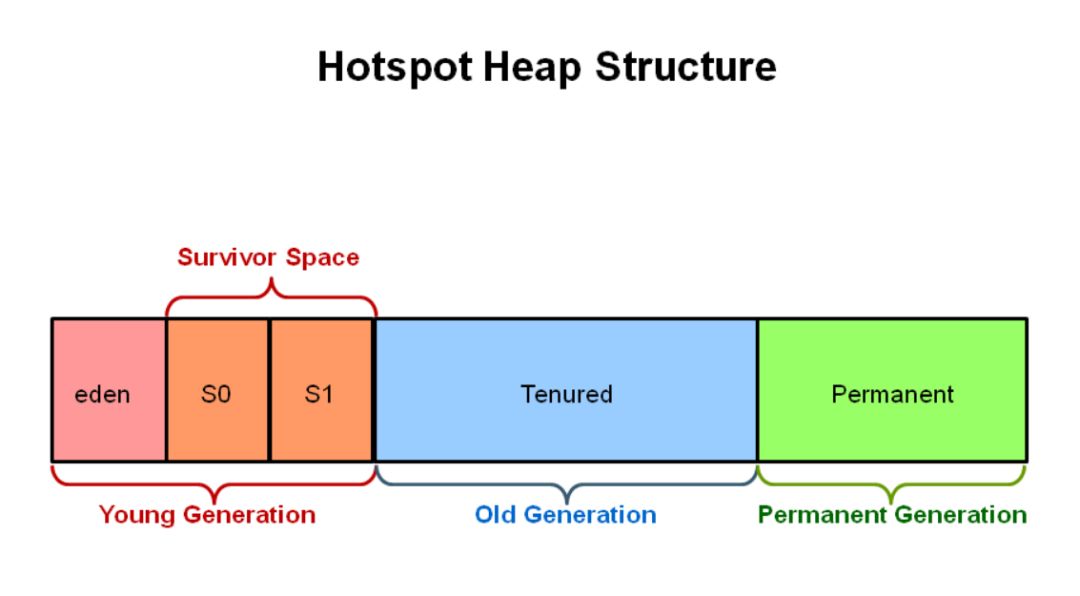 Hotspot Heap Structure
Survivor Space
eden
S0
S1
Tenured
Permanent
Young Generation
Old Generation
Permanent Generation